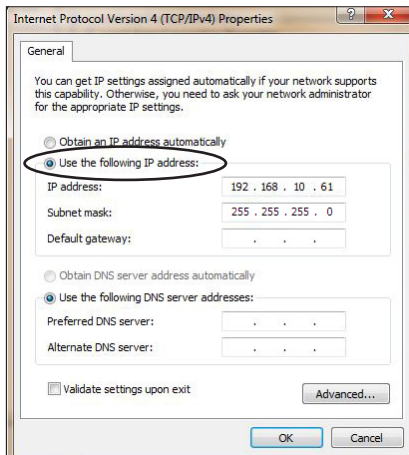 Internet Protocol Version 4 (TCP/IPv4) Properties
General
You can get IP settings assigned automatically if your network supports
this capability. Otherwise, you need to ask your network administrator
for the appropriate IP settings.
Obtain an IP address automatically
Use the following IP address:
IP address: 192 . 168 . 10 . 61
Subnet mask: 255 . 255 . 255 . 0
Default gateway: . . .
Obtain DNS server address automatically
Use the following DNS server addresses:
Preferred DNS server: . . .
Alternate DNS server: . . .
Validate settings upon exit
Advanced...
OK Cancel